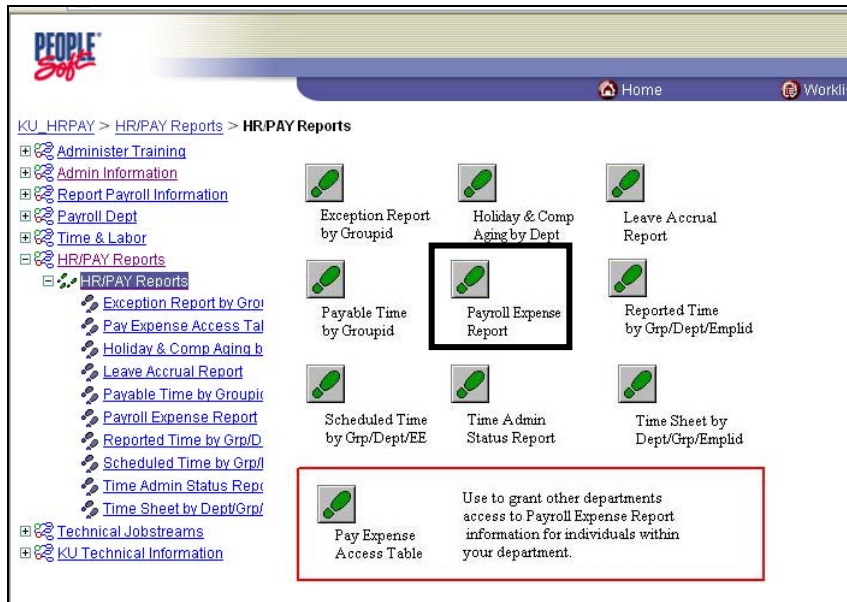 PEOPLE
Soft
Home
Workli
KU_HRPAY > HR/PAY Reports > HR/PAY Reports
Administer Training
Admin Information
Report Payroll Information
Payroll Dept
Time & Labor
HR/PAY Reports
HR/PAY Reports
Exception Report by Grou
Pay Expense Access Tal
Holiday & Comp Aging b
Leave Accrual Report
Payable Time by Groupic
Payroll Expense Report
Reported Time by Grp/D
Scheduled Time by Grp/I
Time Admin Status Repo
Time Sheet by Dept/Grp/
Technical Jobstreams
KU Technical Information
Exception Report
by Groupid
Holiday & Comp
Aging by Dept
Leave Accrual
Report
Payable Time
by Groupid
Payroll Expense
Report
Reported Time
by Grp/Dept/Emplid
Scheduled Time
by Grp/Dept/EE
Time Admin
Status Report
Time Sheet by
Dept/Grp/Emplid
Pay Expense
Access Table
Use to grant other departments
access to Payroll Expense Report
information for individuals within
your department.